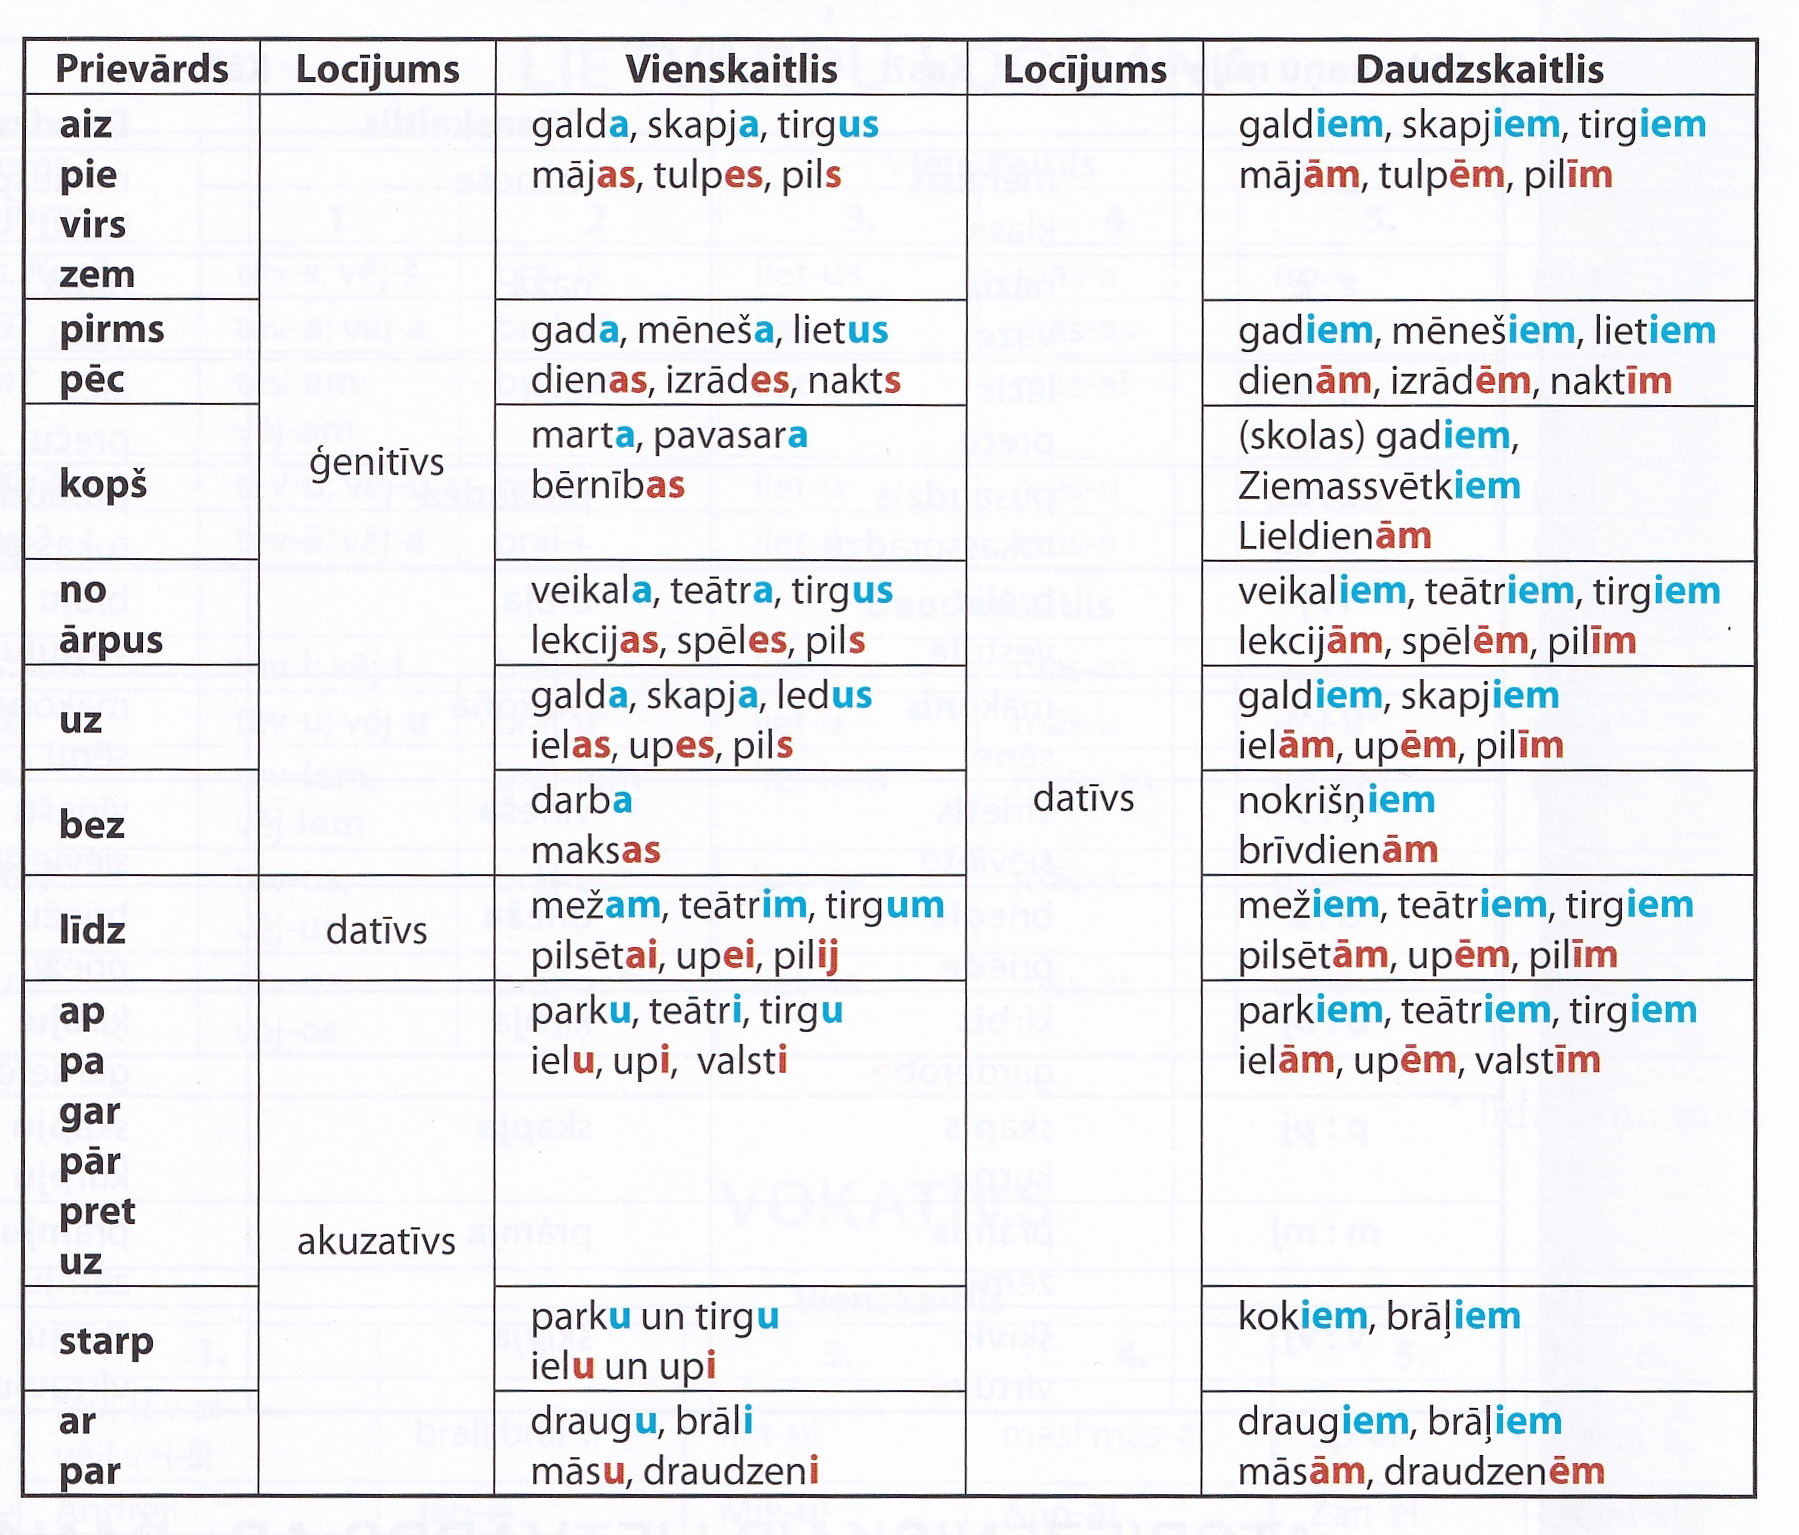 Prievārds Locījums Vienskaitlis Locījums Daudzskaitlis
aiz galda, skapja, tirgus galdiem, skapjiem, tirgiem
pie mājas, tulpes, pils mājām, tulpēm, pilīm
virs
zem
pirms gada, mēneša, lietus gadiem, mēnešiem, lietiem
pēc dienas, izrādes, nakts dienām, izrādēm, naktīm
marta, pavasara (skolas) gadiem,
ģenitīvs
kopš bērnības Ziemassvētkiem
Lieldienām
no veikala, teātra, tirgus veikaliem, teātriem, tirgiem
ārpus lekcijas, spēles, pils lekcijām, spēlēm, pilīm
galda, skapja, ledus galdiem, skapjiem
uz
ielas, upes, pils ielām, upēm, pilīm
darba datīvs nokrišņiem
bez
maksas brīvdienām
mežam, teātrim, tirgum mežiem, teātriem, tirgiem
līdz datīvs
pilsētai, upei, pilij pilsētām, upēm, pilīm
ap parku, teātri, tirgu parkiem, teātriem, tirgiem
pa ielu, upi, valsti ielām, upēm, valstīm
gar
pār
pret
akuzatīvs
uz
parku un tirgu kokiem, brāļiem
starp
ielu un upi
ar draugu, brāli draugiem, brāļiem
par māsu, draudzeni māsām, draudzenēm